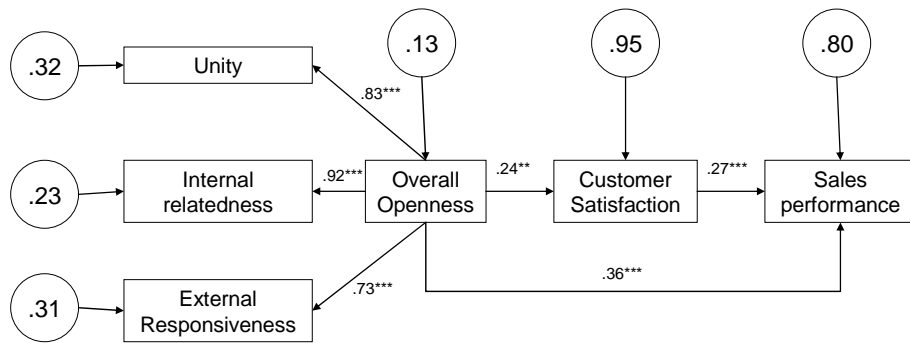 .32
Unity
.13
.95
.80
.83***
.23
Internal
relatedness
.92***
Overall
Openness
.24**
Customer
Satisfaction
.27***
Sales
performance
.31
External
Responsiveness
.73***
.36***